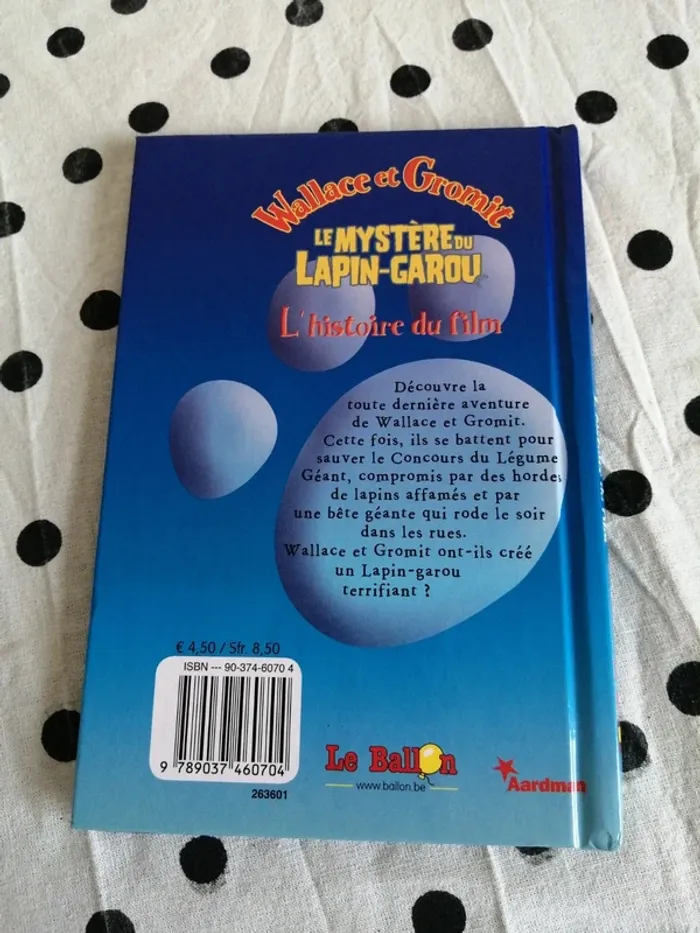 Wallace et Gromit
LE MYSTÈRE DU
LAPIN-GAROU
L'histoire du film
Découvre la
toute dernière aventure
de Wallace et Gromit.
Cette fois, ils se battent pour
sauver le Concours du Légume
Géant, compromis par des hordes
de lapins affamés et par
une bête géante qui rode le soir
dans les rues.
Wallace et Gromit ont-ils créé
un Lapin-garou
terrifiant ?
€ 4,50 / Sfr. 8,50
ISBN --- 90-374-6070 4
9 789037 460704
263601
Le Ballon
www.ballon.be
Aardman